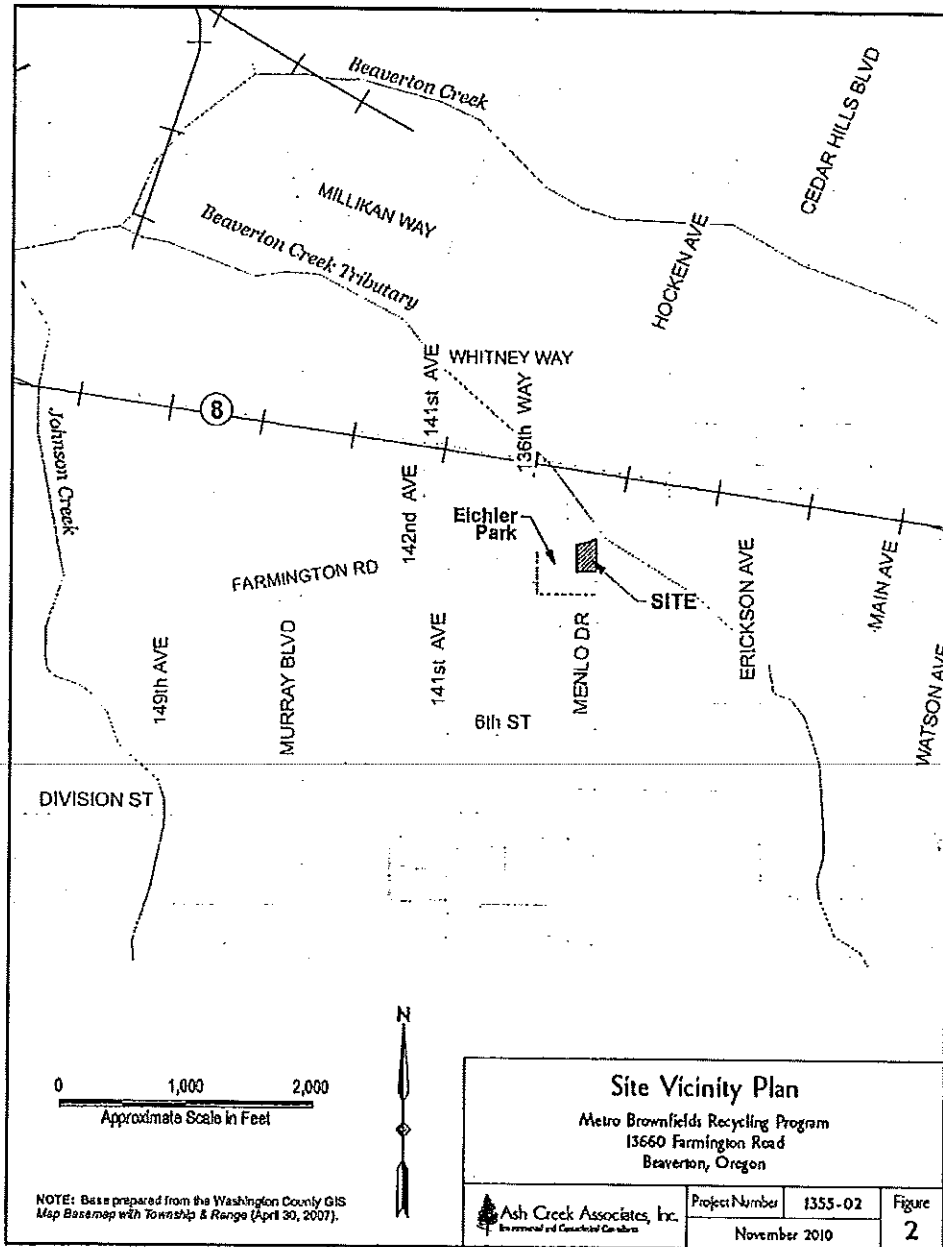 Beaverton Creek
CEDAR HILLS BLVD
MILLIKAN WAY
Beaverton Creek Tributary
HOCKEN AVE
141st AVE
WHITNEY WAY
136th WAY
8
Johnson Creek
142nd AVE
Eichler
Park
FARMINGTON RD
SITE
ERICKSON AVE
MAIN AVE
149th AVE
MURRAY BLVD
141st AVE
MENLO DR
WATSON AVE
6th ST
DIVISION ST
N
0 1,000 2,000
Approximate Scale in Feet
NOTE: Base prepared from the Washington County GIS
Map Basemap with Township & Range (April 30, 2007).
Site Vicinity Plan
Metro Brownfields Recycling Program
13660 Farmington Road
Beaverton, Oregon
Ash Creek Associates, Inc.
Environmental and Geotechnical Consultants
Project Number 1355-02
November 2010
Figure
2